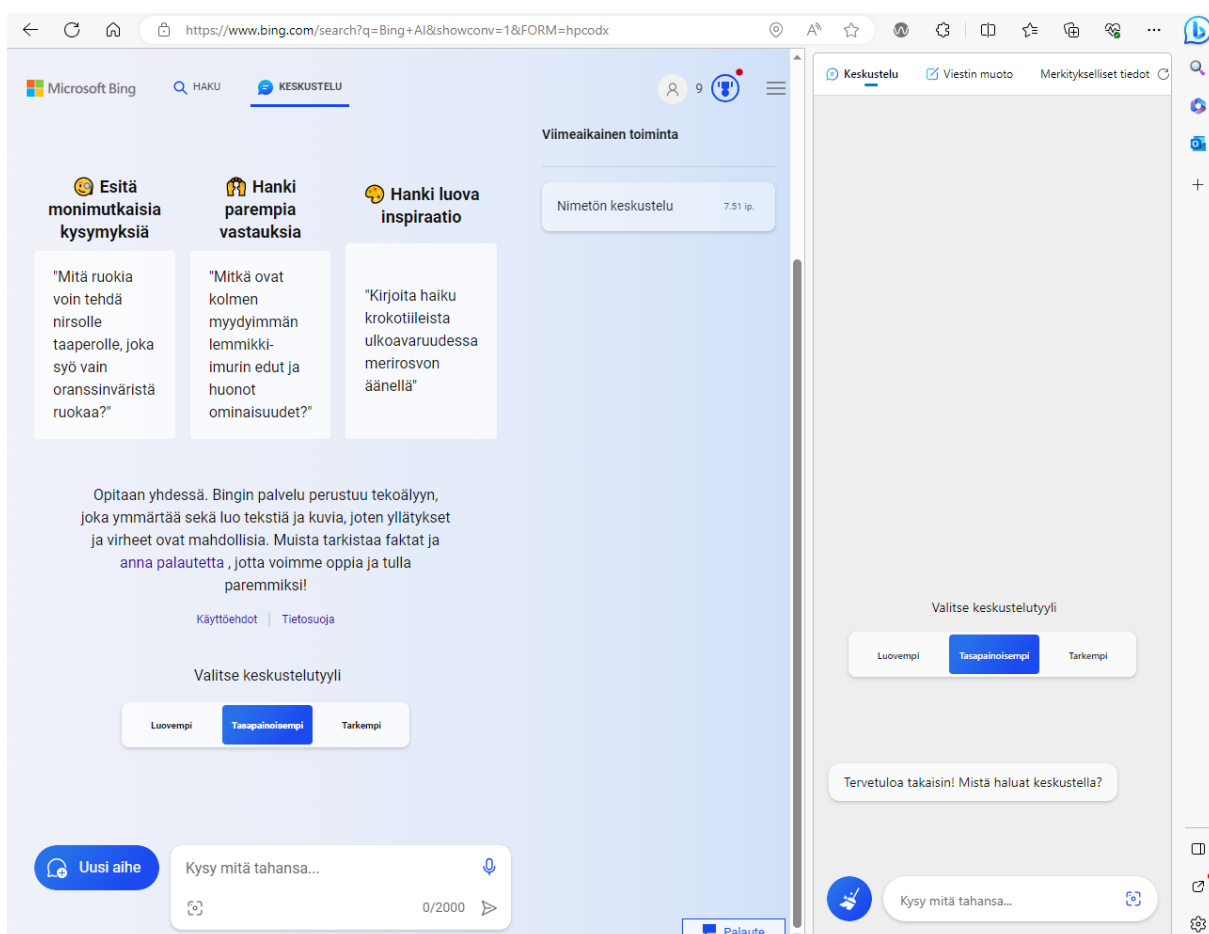 https://www.bing.com/search?q=Bing+AI&showconv=1&FORM=hpcodx
Microsoft Bing
HAKU
KESKUSTELU
9
Viimeaikainen toiminta
Nimetön keskustelu
7.51 ip.
Esitä
monimutkaisia
kysymyksiä
"Mitä ruokia
voin tehdä
nirsolle
taaperolle, joka
syö vain
oranssinväristä
ruokaa?"
Hanki
parempia
vastauksia
"Mitkä ovat
kolmen
myydyimmän
lemmikki-
imurin edut ja
huonot
ominaisuudet?"
Hanki luova
inspiraatio
"Kirjoita haiku
krokotiileista
ulkoavaruudessa
merirosvon
äänellä"
Opitaan yhdessä. Bingin palvelu perustuu tekoälyyn,
joka ymmärtää sekä luo tekstiä ja kuvia, joten yllätykset
ja virheet ovat mahdollisia. Muista tarkistaa faktat ja
anna palautetta , jotta voimme oppia ja tulla
paremmiksi!
Käyttöehdot | Tietosuoja
Valitse keskustelutyyli
Luovempi Tasapainoisempi Tarkempi
Uusi aihe
Kysy mitä tahansa...
0/2000
Palaute
Keskustelu Viestin muoto Merkitykselliset tiedot
Valitse keskustelutyyli
Luovempi Tasapainoisempi Tarkempi
Tervetuloa takaisin! Mistä haluat keskustella?
Kysy mitä tahansa...